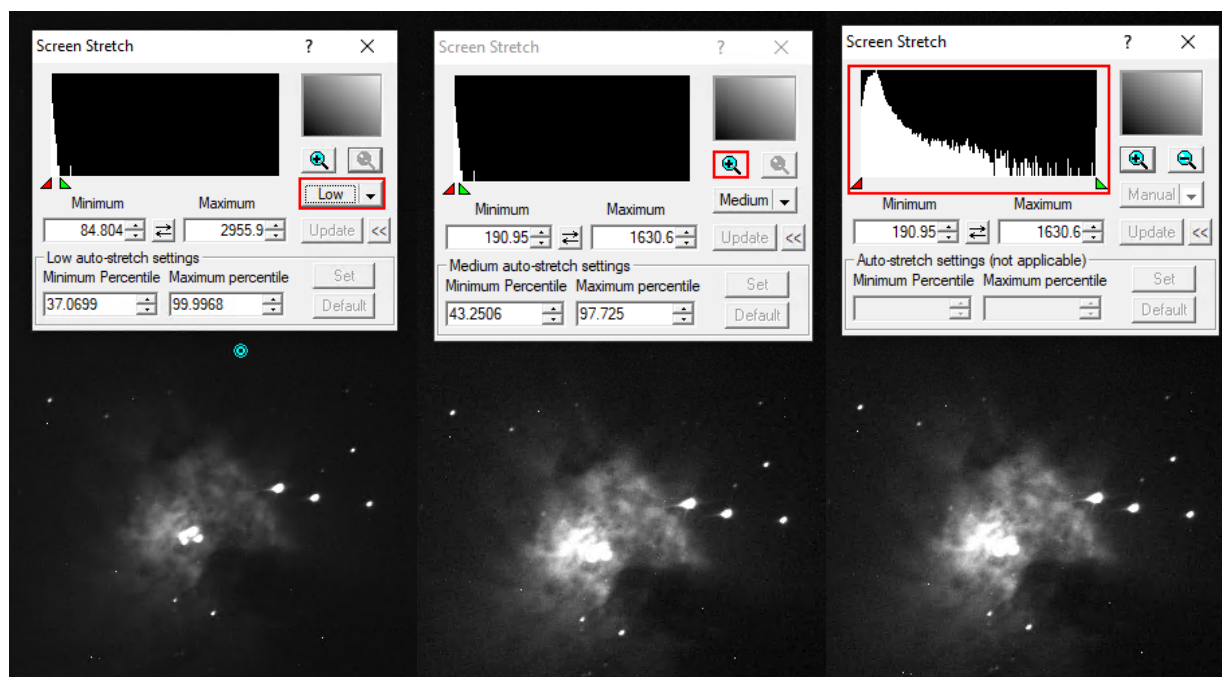 Screen Stretch ? ×
Low
Minimum Maximum
84.804 2955.9 Update <<
Low auto-stretch settings
Minimum Percentile Maximum percentile Set
37.0699 99.9968 Default
Screen Stretch ? ×
Medium
Minimum Maximum
190.95 1630.6 Update <<
Medium auto-stretch settings
Minimum Percentile Maximum percentile Set
43.2506 97.725 Default
Screen Stretch ? ×
Manual
Minimum Maximum
190.95 1630.6 Update <<
Auto-stretch settings (not applicable)
Minimum Percentile Maximum percentile Set
Default